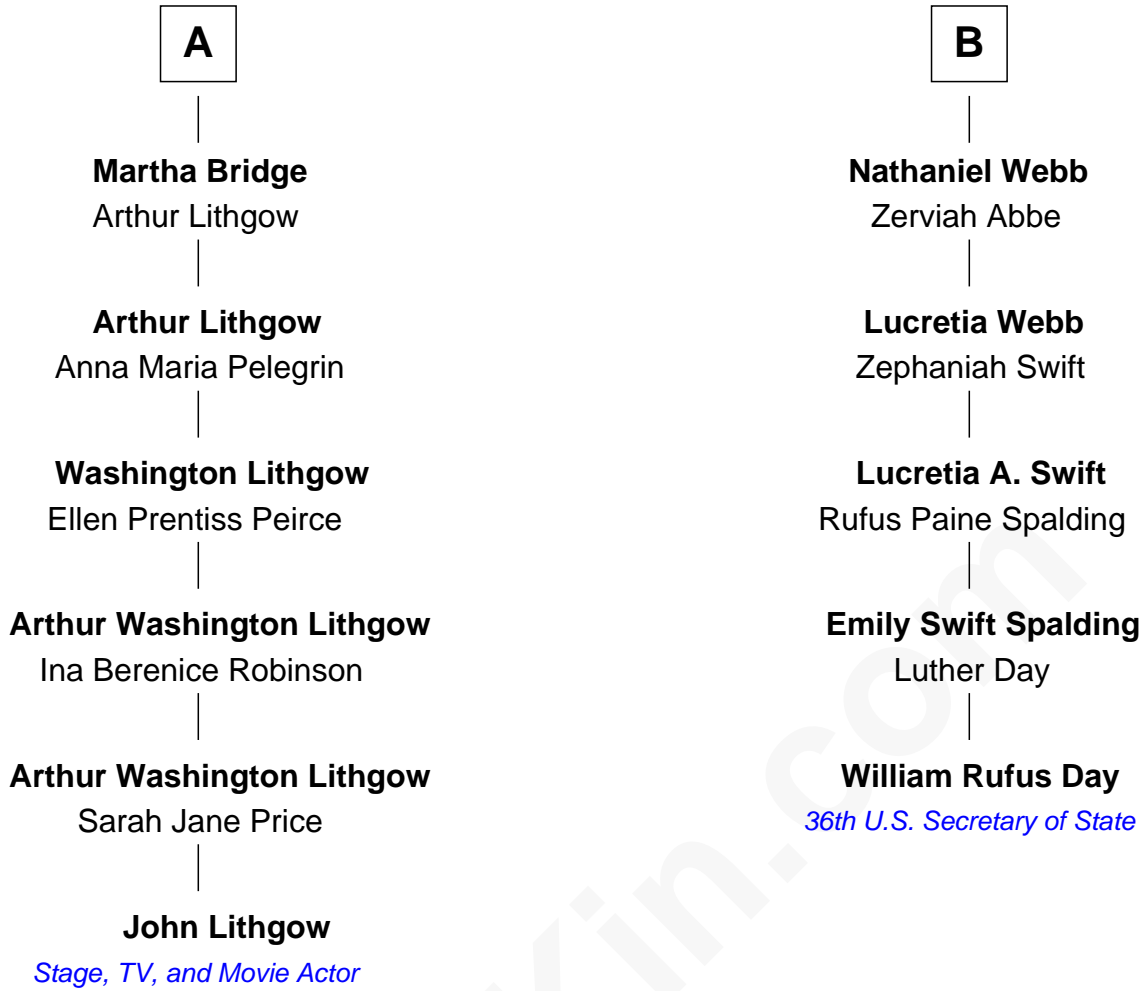 A
Martha Bridge
Arthur Lithgow
Arthur Lithgow
Anna Maria Pelegrin
Washington Lithgow
Ellen Prentiss Peirce
Arthur Washington Lithgow
Ina Berenice Robinson
Arthur Washington Lithgow
Sarah Jane Price
John Lithgow
Stage, TV, and Movie Actor
B
Nathaniel Webb
Zerviah Abbe
Lucretia Webb
Zephaniah Swift
Lucretia A. Swift
Rufus Paine Spalding
Emily Swift Spalding
Luther Day
William Rufus Day
36th U.S. Secretary of State